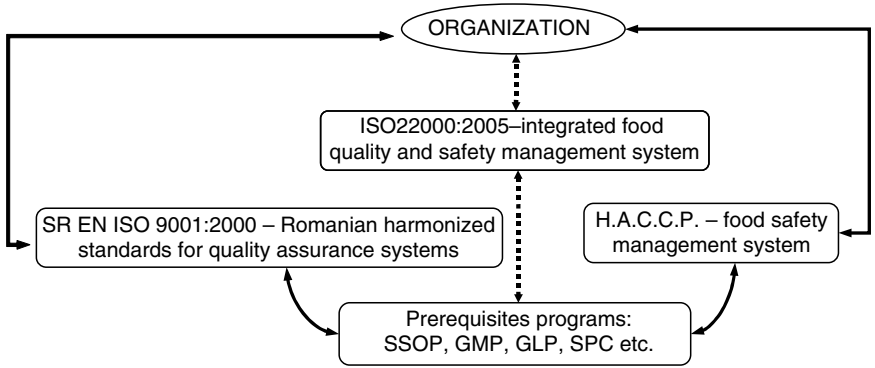 ORGANIZATION
ISO22000:2005–integrated food
quality and safety management system
SR EN ISO 9001:2000 – Romanian harmonized
standards for quality assurance systems
H.A.C.C.P. – food safety
management system
Prerequisites programs:
SSOP, GMP, GLP, SPC etc.